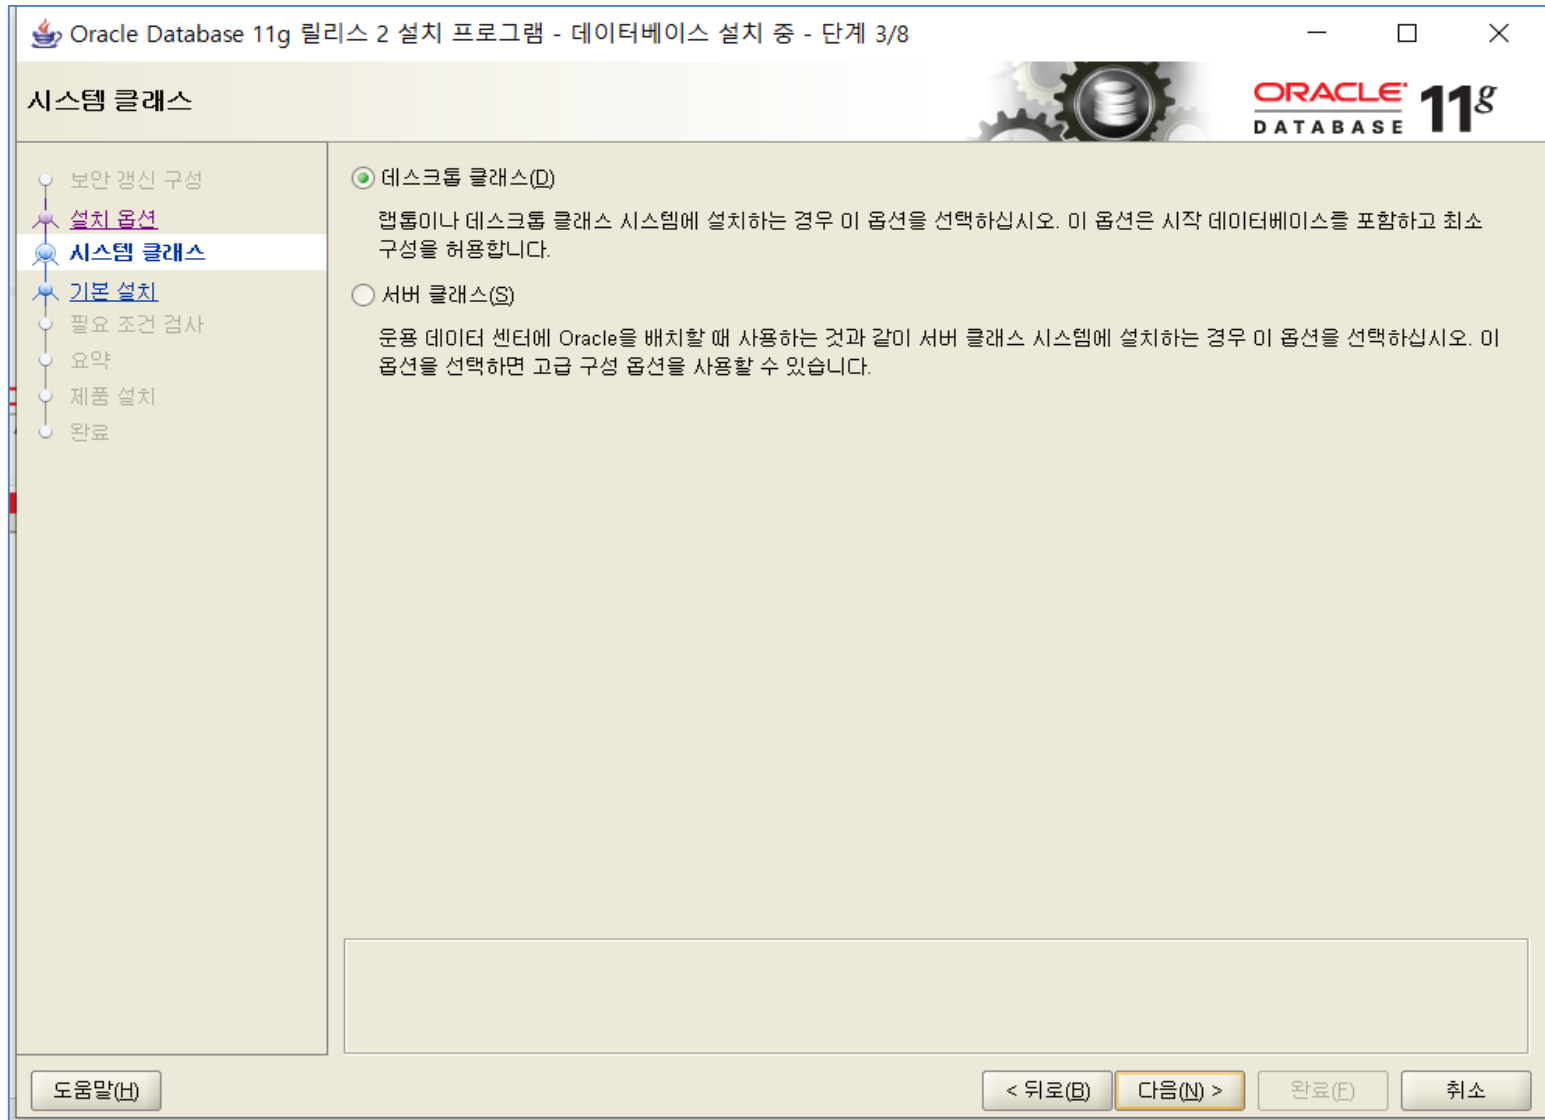 Oracle Database 11g 릴리스 2 설치 프로그램 - 데이터베이스 설치 중 - 단계 3/8
시스템 클래스
ORACLE
DATABASE 11g
보안 갱신 구성
설치 옵션
시스템 클래스
기본 설치
필요 조건 검사
요약
제품 설치
완료
데스크톱 클래스(D)
랩톱이나 데스크톱 클래스 시스템에 설치하는 경우 이 옵션을 선택하십시오. 이 옵션은 시작 데이터베이스를 포함하고 최소
구성을 허용합니다.
서버 클래스(S)
운용 데이터 센터에 Oracle을 배치할 때 사용하는 것과 같이 서버 클래스 시스템에 설치하는 경우 이 옵션을 선택하십시오. 이
옵션을 선택하면 고급 구성 옵션을 사용할 수 있습니다.
도움말(H)
< 뒤로(B)
다음(N) >
완료(F)
취소